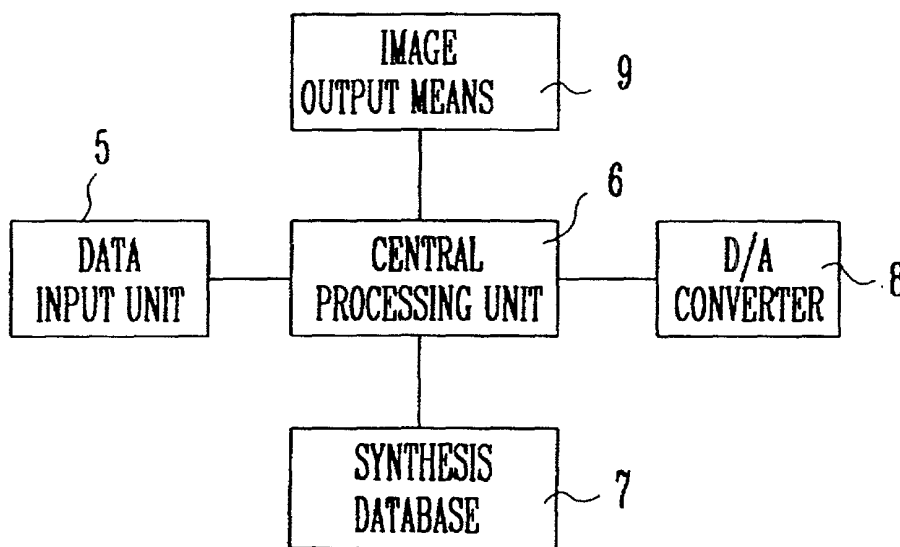 IMAGE
OUTPUT MEANS
9
5
6
DATA
INPUT UNIT
CENTRAL
PROCESSING UNIT
D/A
CONVERTER
8
SYNTHESIS
DATABASE
7